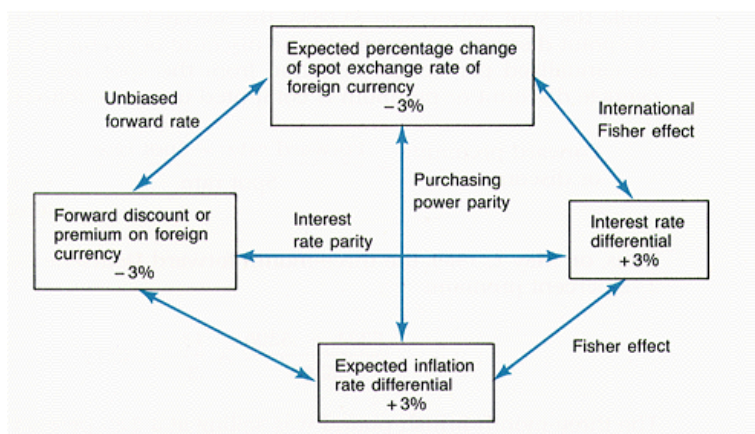 Expected percentage change
of spot exchange rate of
foreign currency
– 3%
Unbiased
forward rate
International
Fisher effect
Purchasing
power parity
Forward discount or
premium on foreign
currency
– 3%
Interest
rate parity
Interest rate
differential
+ 3%
Fisher effect
Expected inflation
rate differential
+ 3%